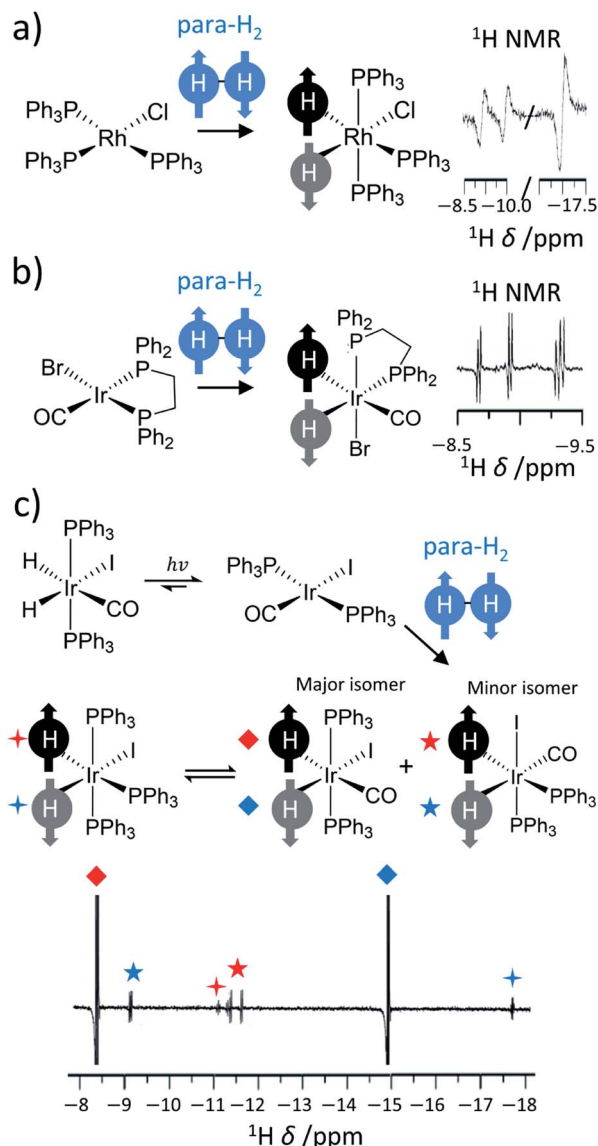 a)
para-H2
H H
Ph3P Cl
Rh
Ph3P PPh3
PPh3
H Cl
Rh
H PPh3
PPh3
1H NMR
−8.5 −10.0 −17.5
1H δ /ppm
b)
para-H2
H H
Br Ph2
P
Ir
OC P
Ph2
Ph2
P
H PPh2
Ir
H CO
Br
1H NMR
−8.5 −9.5
1H δ /ppm
c)
PPh3
H I
Ir
H CO
PPh3
hν
Ph3P I
Ir
OC PPh3
para-H2
H H
Major isomer Minor isomer
PPh3
H I
Ir
H PPh3
PPh3
PPh3
H I
Ir
H CO
PPh3
+
I
H CO
Ir
H PPh3
PPh3
−8 −9 −10 −11 −12 −13 −14 −15 −16 −17 −18
1H δ /ppm